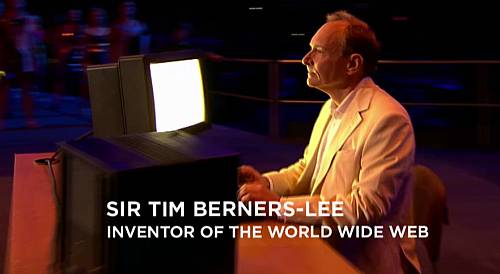 SIR TIM BERNERS-LEE
INVENTOR OF THE WORLD WIDE WEB